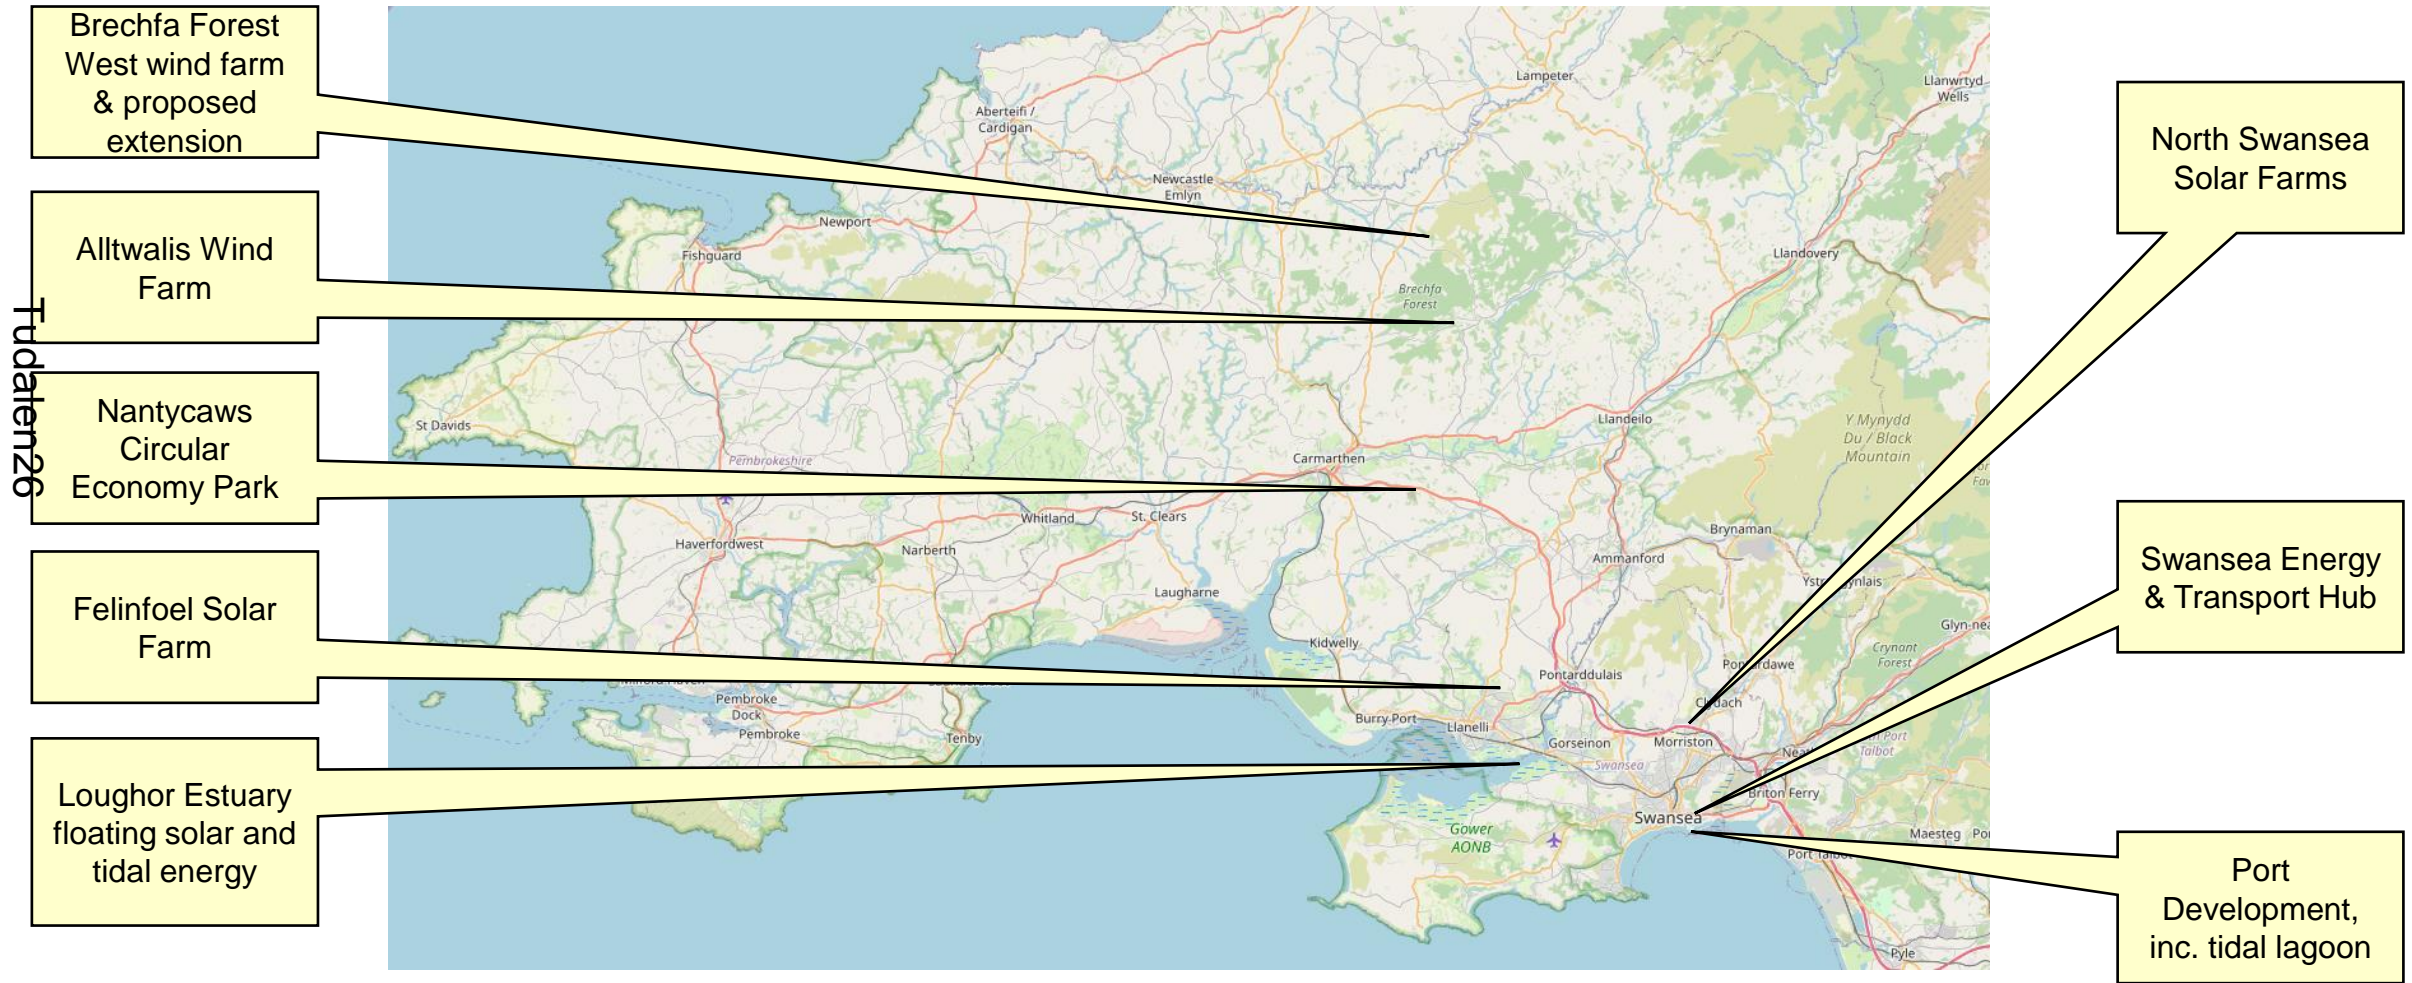 Brechfa Forest
West wind farm
& proposed
extension
Alltwalis Wind
Farm
Nantycaws
Circular
Economy Park
Felinfoel Solar
Farm
Loughor Estuary
floating solar and
tidal energy
Tudalen26
North Swansea
Solar Farms
Swansea Energy
& Transport Hub
Port
Development,
inc. tidal lagoon
Lampeter
Llanwrtyd
Wells
Aberteifi /
Cardigan
Newcastle
Emlyn
Newport
Fishguard
Llandovery
Brechfa
Forest
St Davids
Llandeilo
Y Mynydd
Du / Black
Mountain
Pembrokeshire
Carmarthen
Whitland
St. Clears
Brynaman
Haverfordwest
Narberth
Ammanford
Laugharne
Glyn-nea
Kidwelly
Crynant
Forest
Pontarddulais
Pembroke
Dock
Burry Port
Llanelli
Pembroke
Tenby
Gorseinon
Morriston
Talbot
Swansea
Briton Ferry
Swansea
Gower
AONB
Maesteg
Pyle